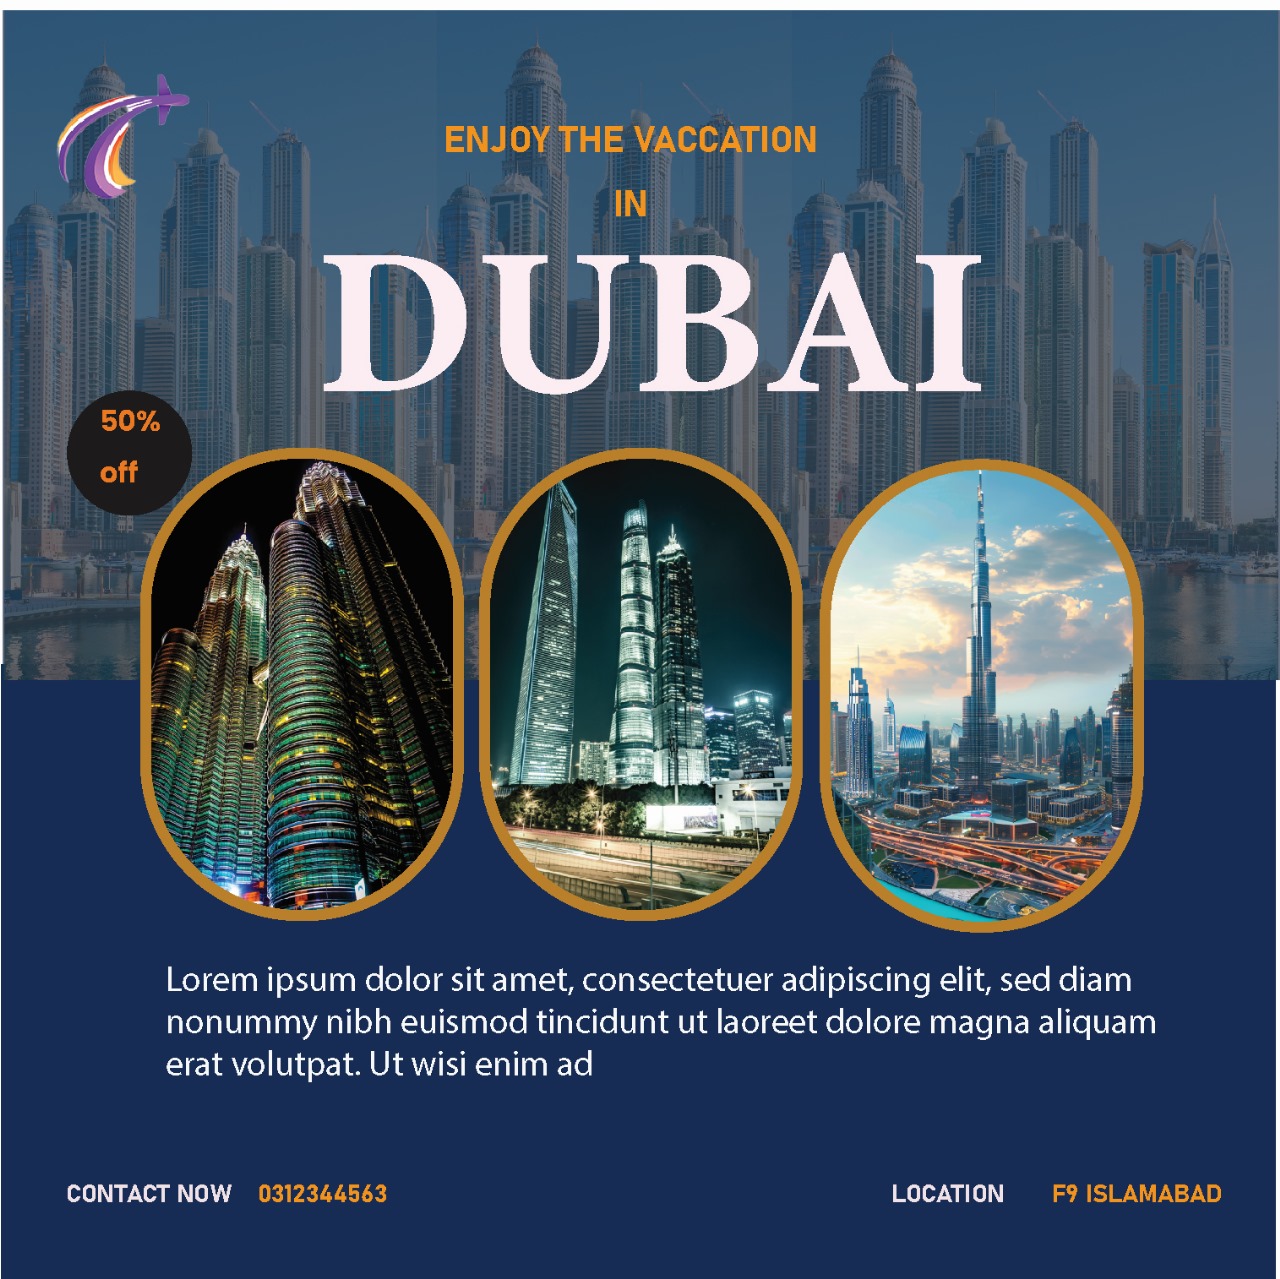 ENJOY THE VACCATION
IN
DUBAI
50%
off
Lorem ipsum dolor sit amet, consectetuer adipiscing elit, sed diam
nonummy nibh euismod tincidunt ut laoreet dolore magna aliquam
erat volutpat. Ut wisi enim ad
CONTACT NOW 0312344563
LOCATION F9 ISLAMABAD